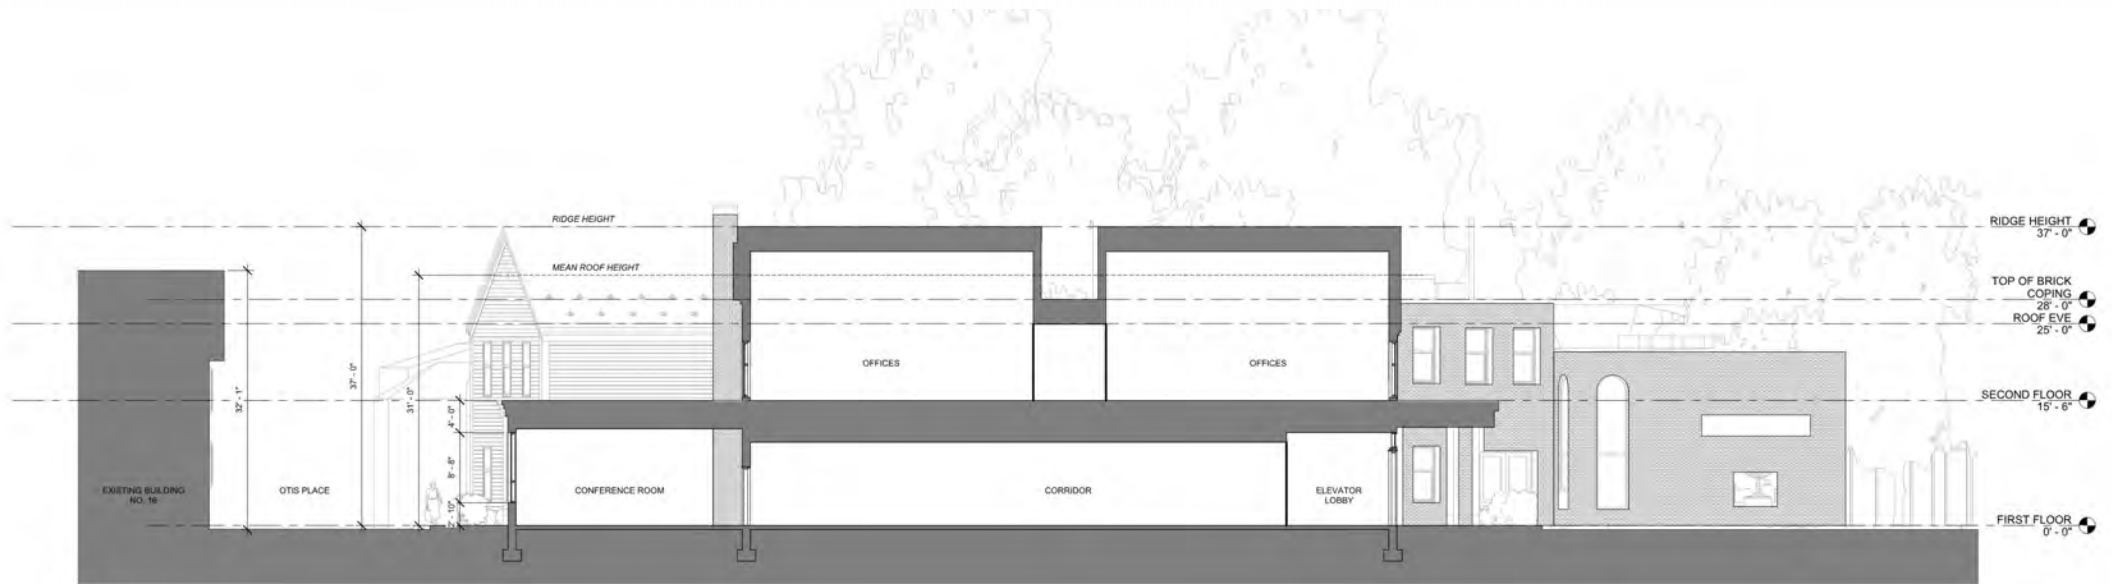 RIDGE HEIGHT
RIDGE HEIGHT
37' - 0"
MEAN ROOF HEIGHT
TOP OF BRICK
COPING
28' - 0"
ROOF EVE
25' - 0"
OFFICES
OFFICES
37' - 0"
32' - 1"
31' - 0"
SECOND FLOOR
15' - 6"
4' - 0"
8' - 8"
2' - 10"
EXISTING BUILDING
NO. 16
OTIS PLACE
CONFERENCE ROOM
CORRIDOR
ELEVATOR
LOBBY
FIRST FLOOR
0' - 0"